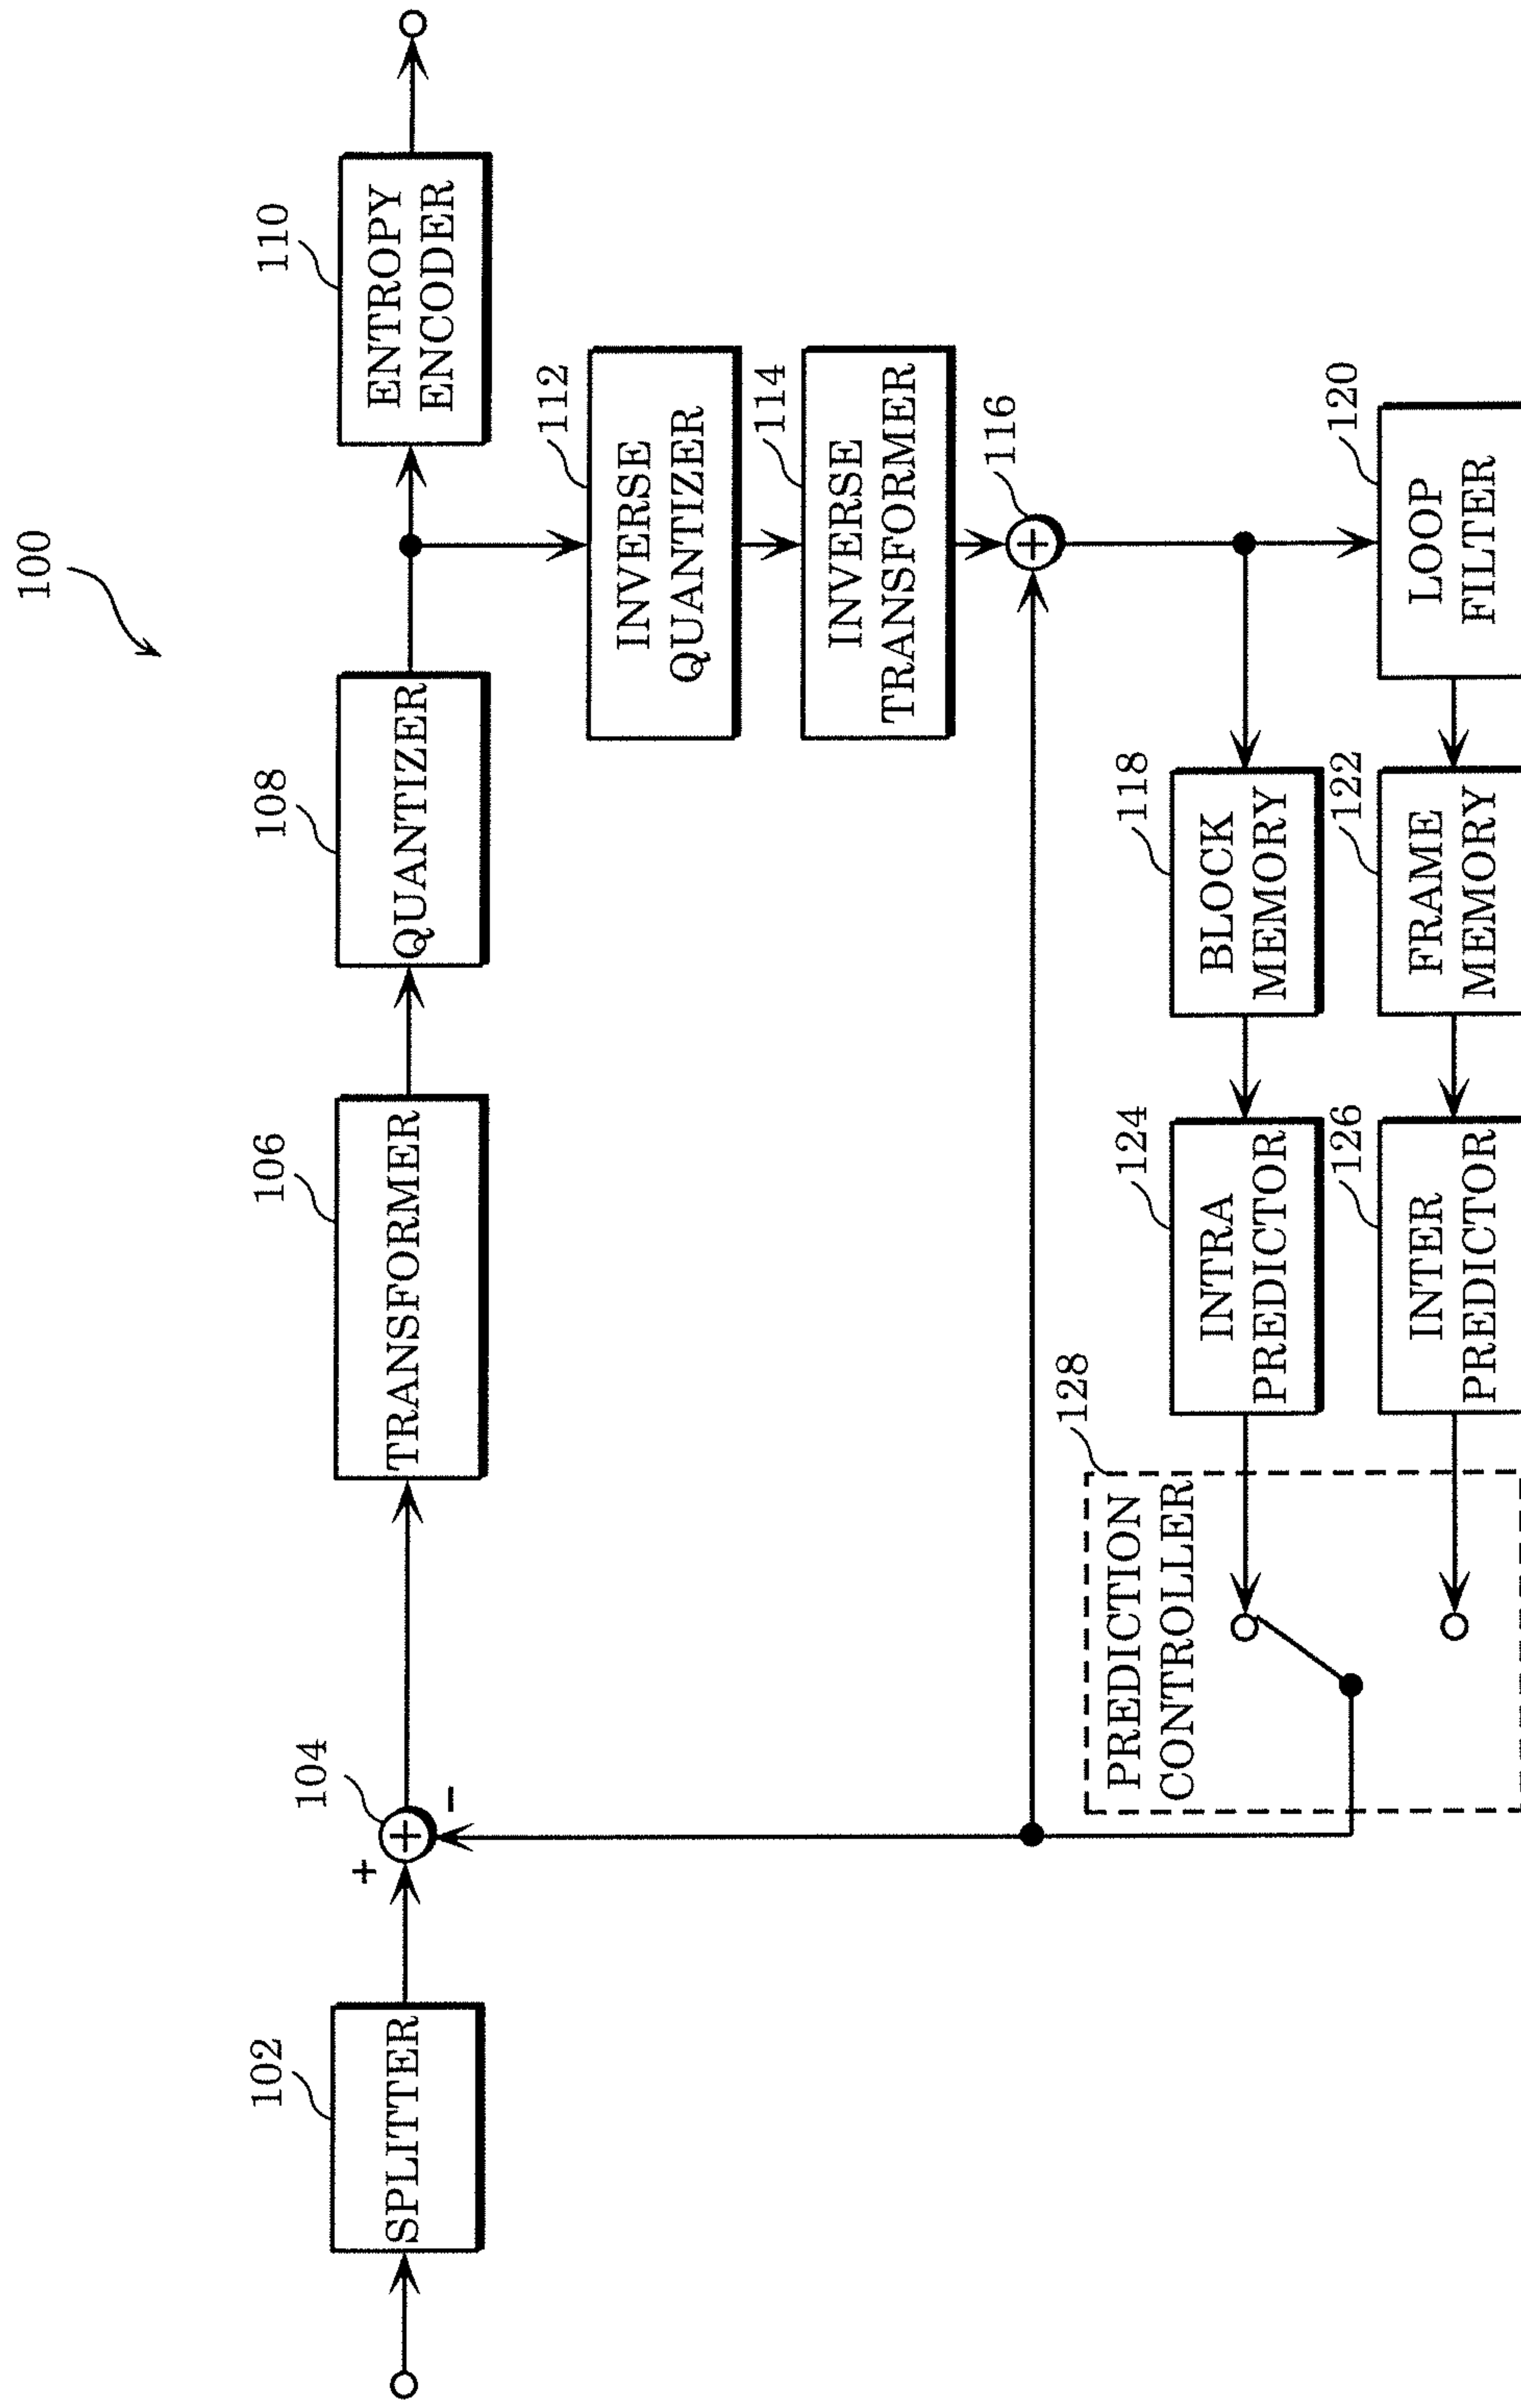 100
102
SPLITTER
104
+
−
106
TRANSFORMER
108
QUANTIZER
110
ENTROPY
ENCODER
112
INVERSE
QUANTIZER
114
INVERSE
TRANSFORMER
116
128
PREDICTION
CONTROLLER
124
INTRA
PREDICTOR
118
BLOCK
MEMORY
126
INTER
PREDICTOR
122
FRAME
MEMORY
120
LOOP
FILTER